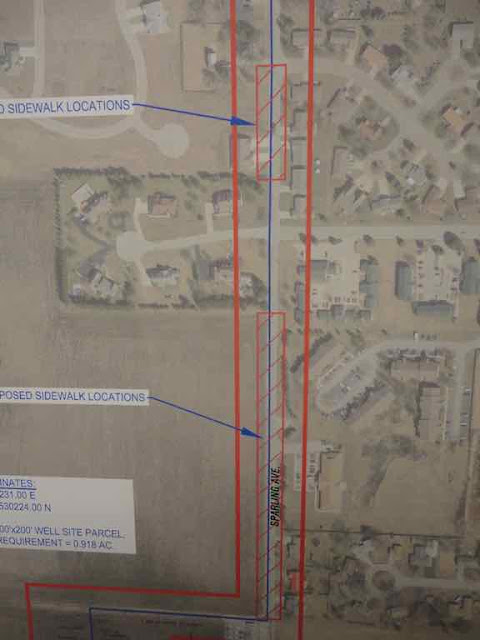 SIDEWALK LOCATIONS
POSED SIDEWALK LOCATIONS
SPARLING AVE.
INATES:
231.00 E
530224.00 N
00'x200' WELL SITE PARCEL.
REQUIREMENT = 0.918 AC.